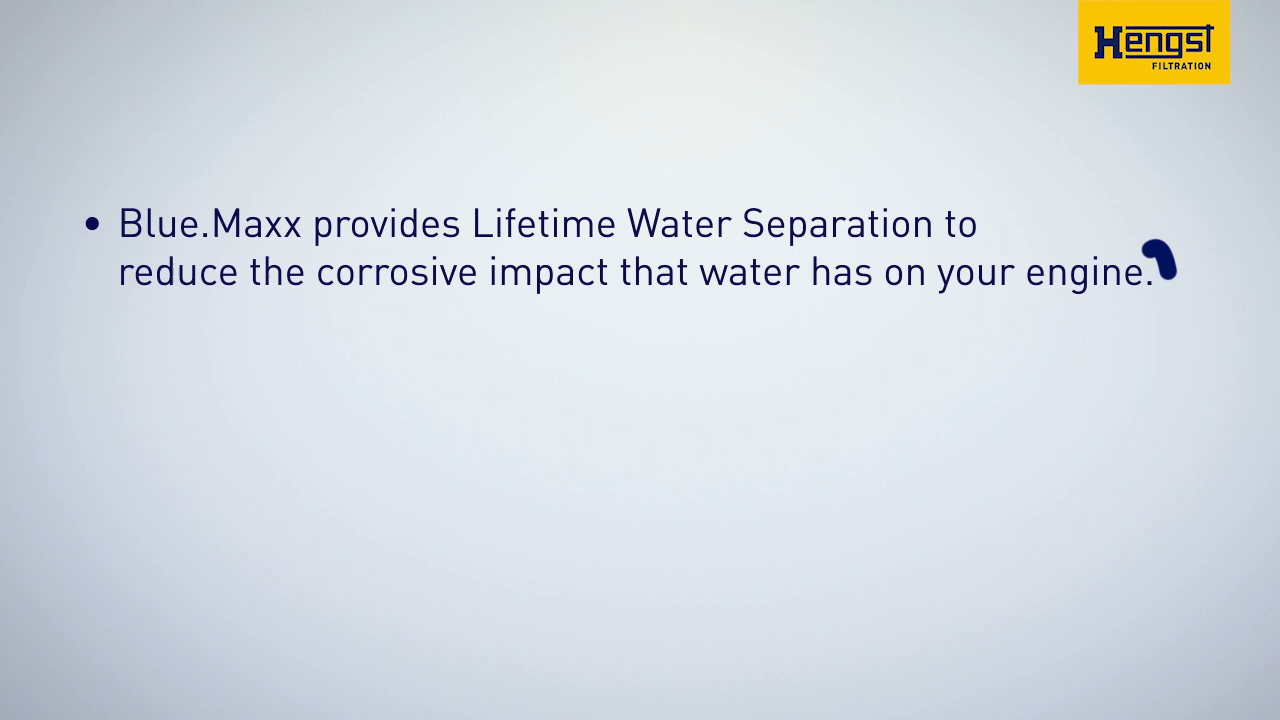 Hengst
FILTRATION
• Blue.Maxx provides Lifetime Water Separation to
reduce the corrosive impact that water has on your engine.